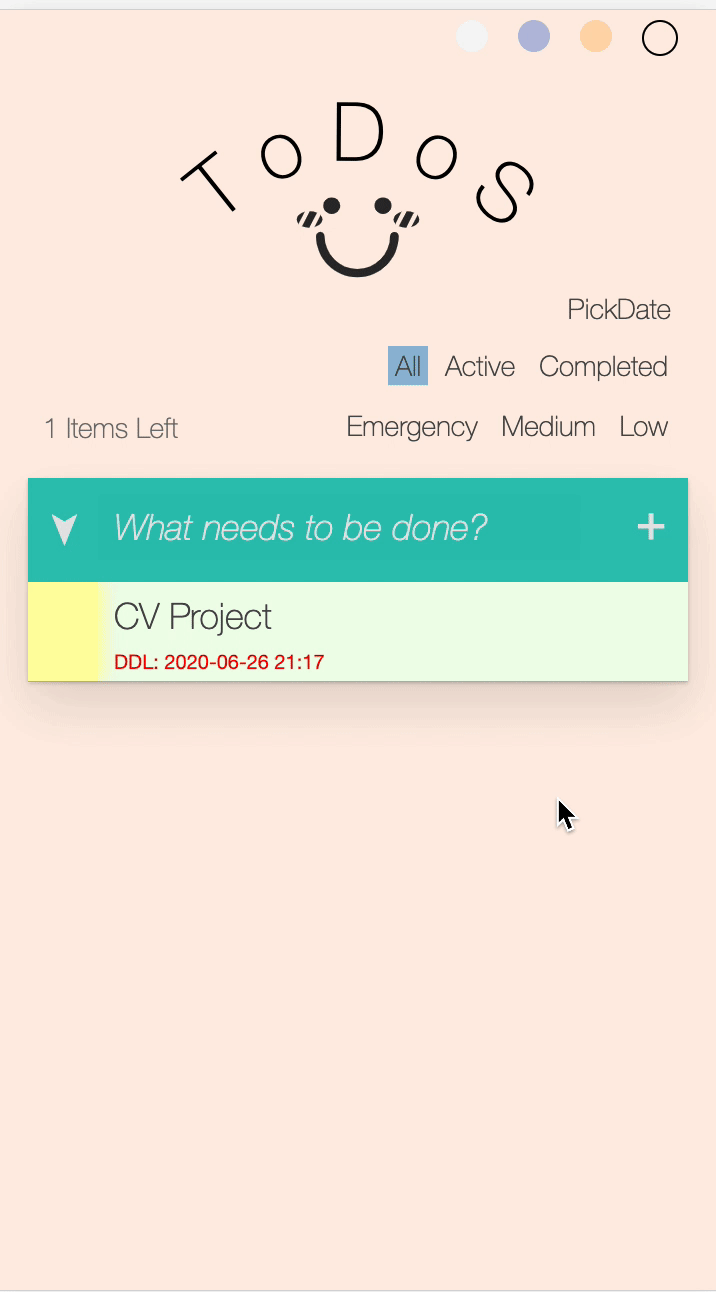 ToDoS
PickDate
All Active Completed
1 Items Left
Emergency Medium Low
What needs to be done?
CV Project
DDL: 2020-06-26 21:17